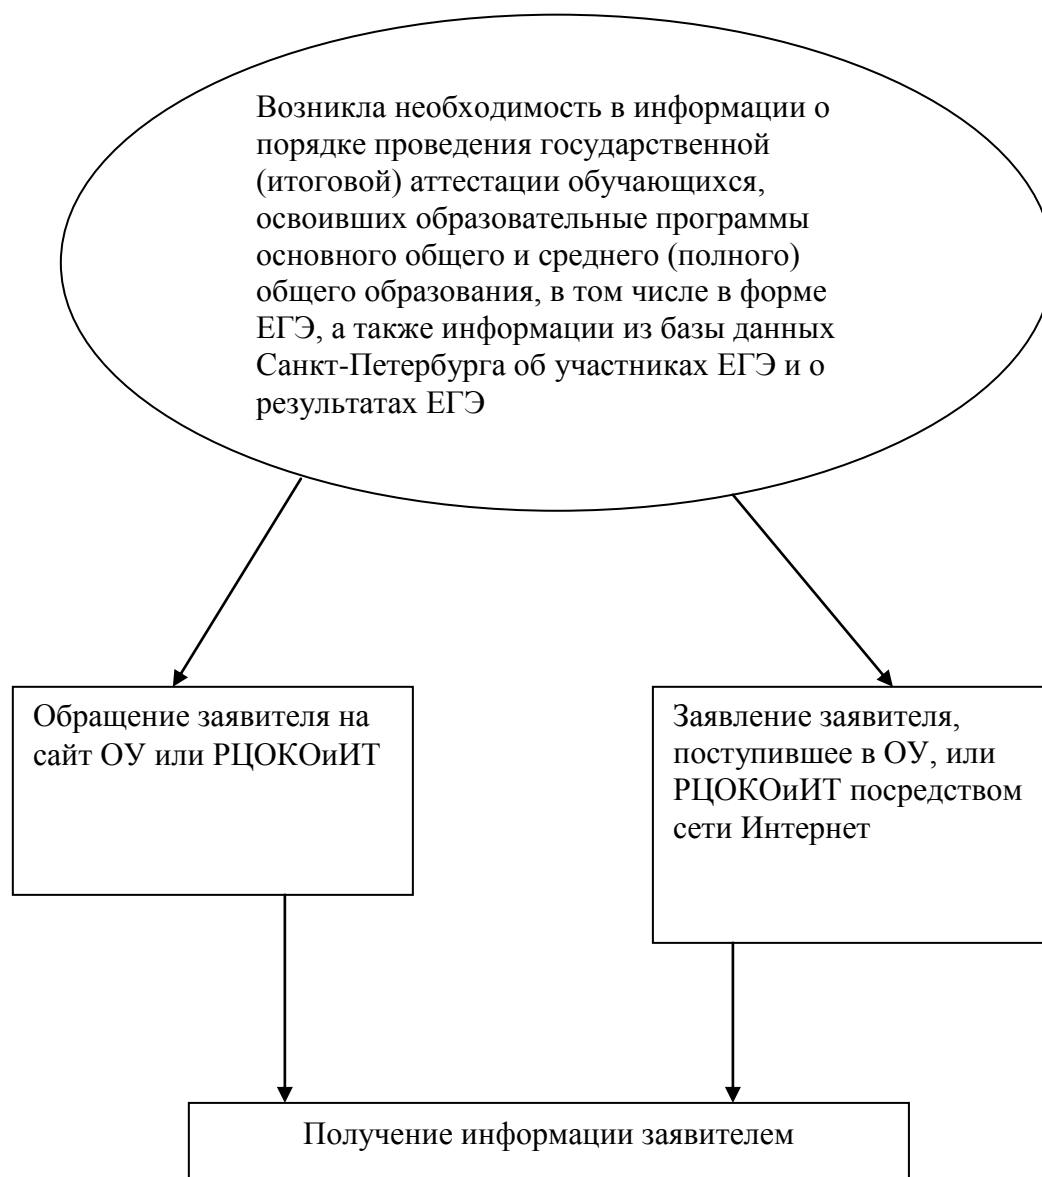 Возникла необходимость в информации о
порядке проведения государственной
(итоговой) аттестации обучающихся,
освоивших образовательные программы
основного общего и среднего (полного)
общего образования, в том числе в форме
ЕГЭ, а также информации из базы данных
Санкт-Петербурга об участниках ЕГЭ и о
результатах ЕГЭ
Обращение заявителя на
сайт ОУ или РЦОКОиИТ
Заявление заявителя,
поступившее в ОУ, или
РЦОКОиИТ посредством
сети Интернет
Получение информации заявителем